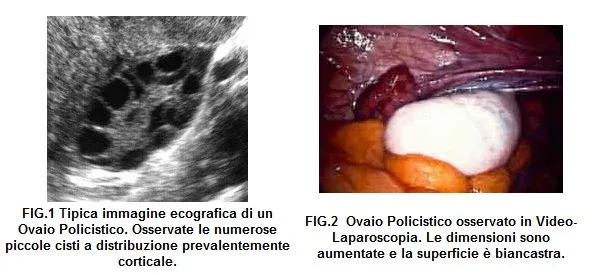 FIG.1 Tipica immagine ecografica di un
Ovaio Policistico. Osservate le numerose
piccole cisti a distribuzione prevalentemente
corticale.
FIG.2 Ovaio Policistico osservato in Video-
Laparoscopia. Le dimensioni sono
aumentate e la superficie è biancastra.